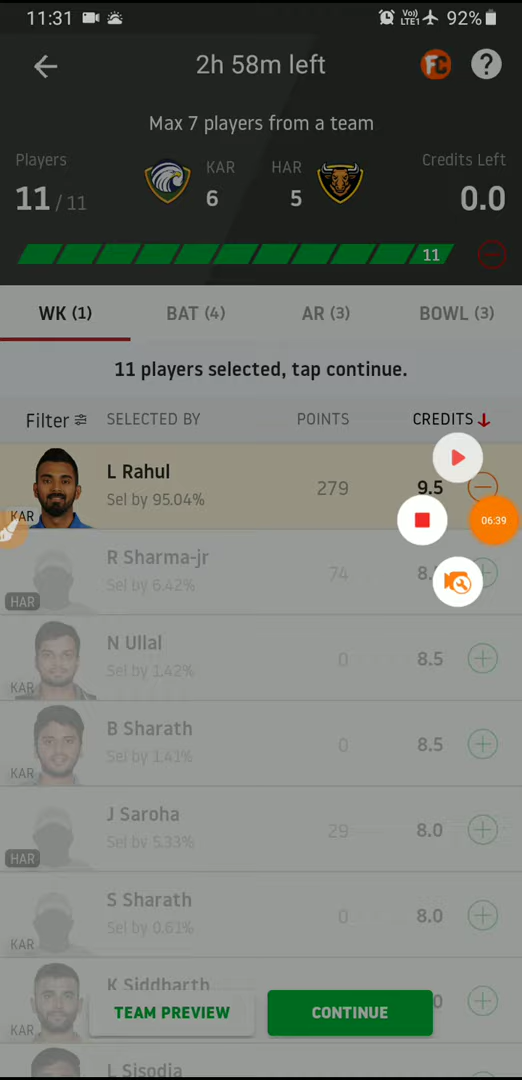 11:31
Vo) LTE1 92%
2h 58m left
FC ?
Max 7 players from a team
Players KAR HAR Credits Left
11 / 11 6 5 0.0
11
WK (1) BAT (4) AR (3) BOWL (3)
11 players selected, tap continue.
Filter SELECTED BY POINTS CREDITS
L Rahul
Sel by 95.04% 279 9.5
KAR
06:39
R Sharma-jr
Sel by 6.42% 74 8.
HAR
N Ullal
Sel by 1.42% 0 8.5
KAR
B Sharath
Sel by 1.41% 0 8.5
KAR
J Saroha
Sel by 5.33% 29 8.0
HAR
S Sharath
Sel by 0.61% 0 8.0
KAR
K Siddharth
0
TEAM PREVIEW CONTINUE
KAR
L Sisodia